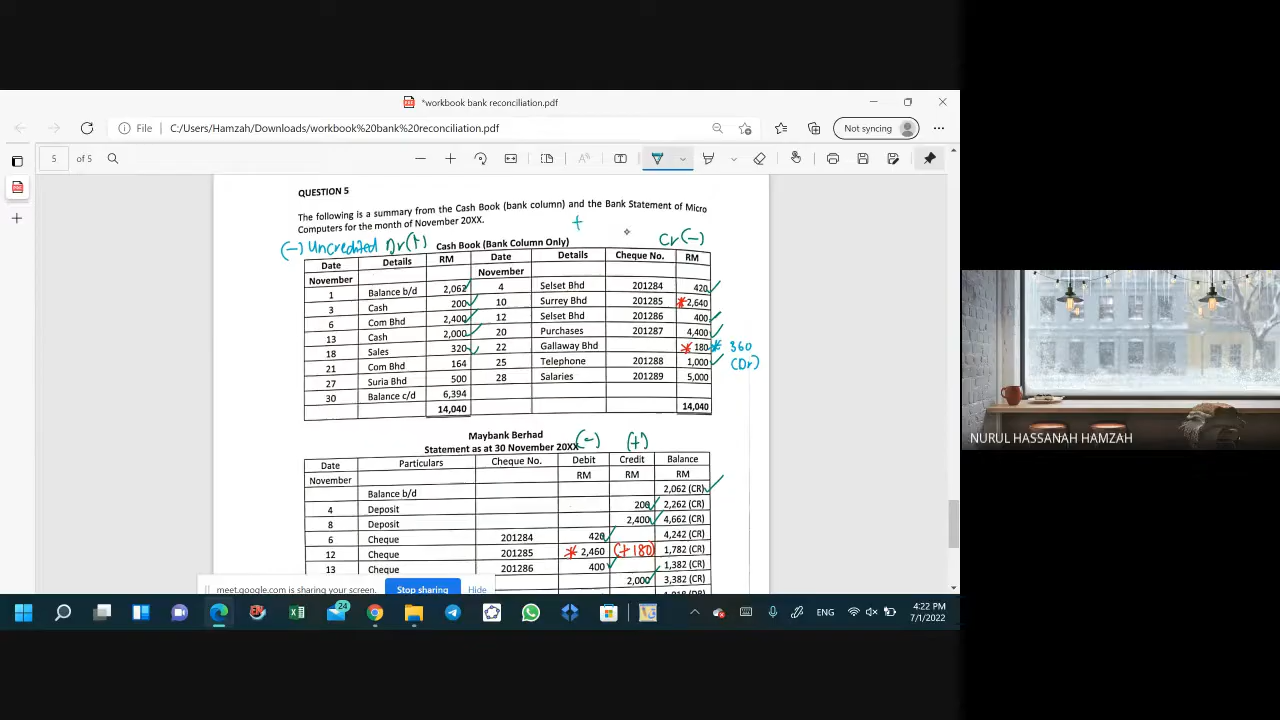 *workbook bank reconciliation.pdf
File C:/Users/Hamzah/Downloads/workbook%20bank%20reconciliation.pdf Not syncing
5 of 5
QUESTION 5
The following is a summary from the Cash Book (bank column) and the Bank Statement of Micro
Computers for the month of November 20XX.
+
(-) Uncredited Dr(+) Cash Book (Bank Column Only) Cr(-)
Date Details RM Date Details Cheque No. RM
November November
1 Balance b/d 2,062 4 Selset Bhd 201284 420
3 Cash 200 10 Surrey Bhd 201285 * 2,640
6 Com Bhd 2,400 12 Selset Bhd 201286 400
13 Cash 2,000 20 Purchases 201287 4,400
18 Sales 320 22 Gallaway Bhd * 180 * 360
21 Com Bhd 164 25 Telephone 201288 1,000 (Dr)
27 Suria Bhd 500 28 Salaries 201289 5,000
30 Balance c/d 6,394
14,040 14,040
Maybank Berhad
Statement as at 30 November 20XX (-) (+)
Date Particulars Cheque No. Debit Credit Balance
November RM RM RM
Balance b/d 2,062 (CR)
4 Deposit 200 2,262 (CR)
8 Deposit 2,400 4,662 (CR)
6 Cheque 201284 420 4,242 (CR)
12 Cheque 201285 * 2,460 (+180) 1,782 (CR)
13 Cheque 201286 400 1,382 (CR)
2,000 3,382 (CR)
meet.google.com is sharing your screen. Stop sharing Hide
NURUL HASSANAH HAMZAH
24
ENG
4:22 PM
7/1/2022